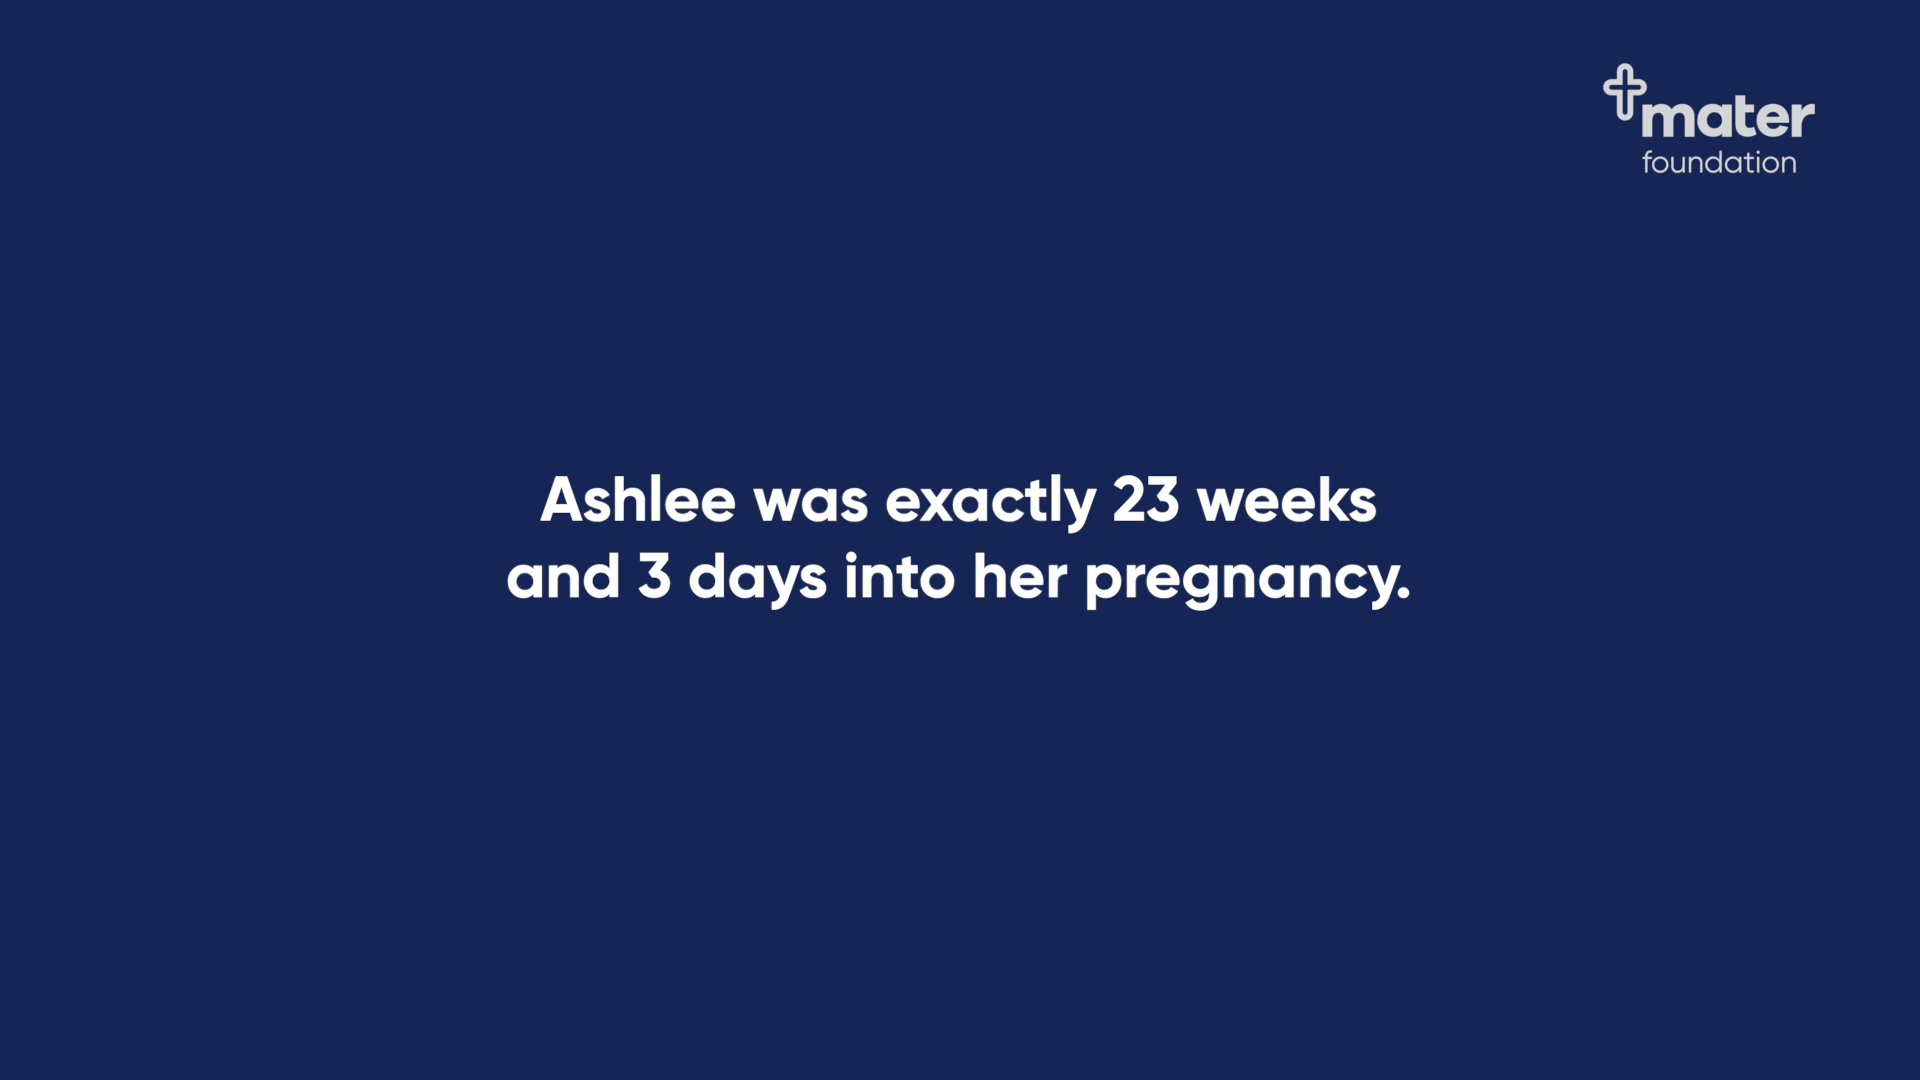 mater
foundation
Ashlee was exactly 23 weeks
and 3 days into her pregnancy.